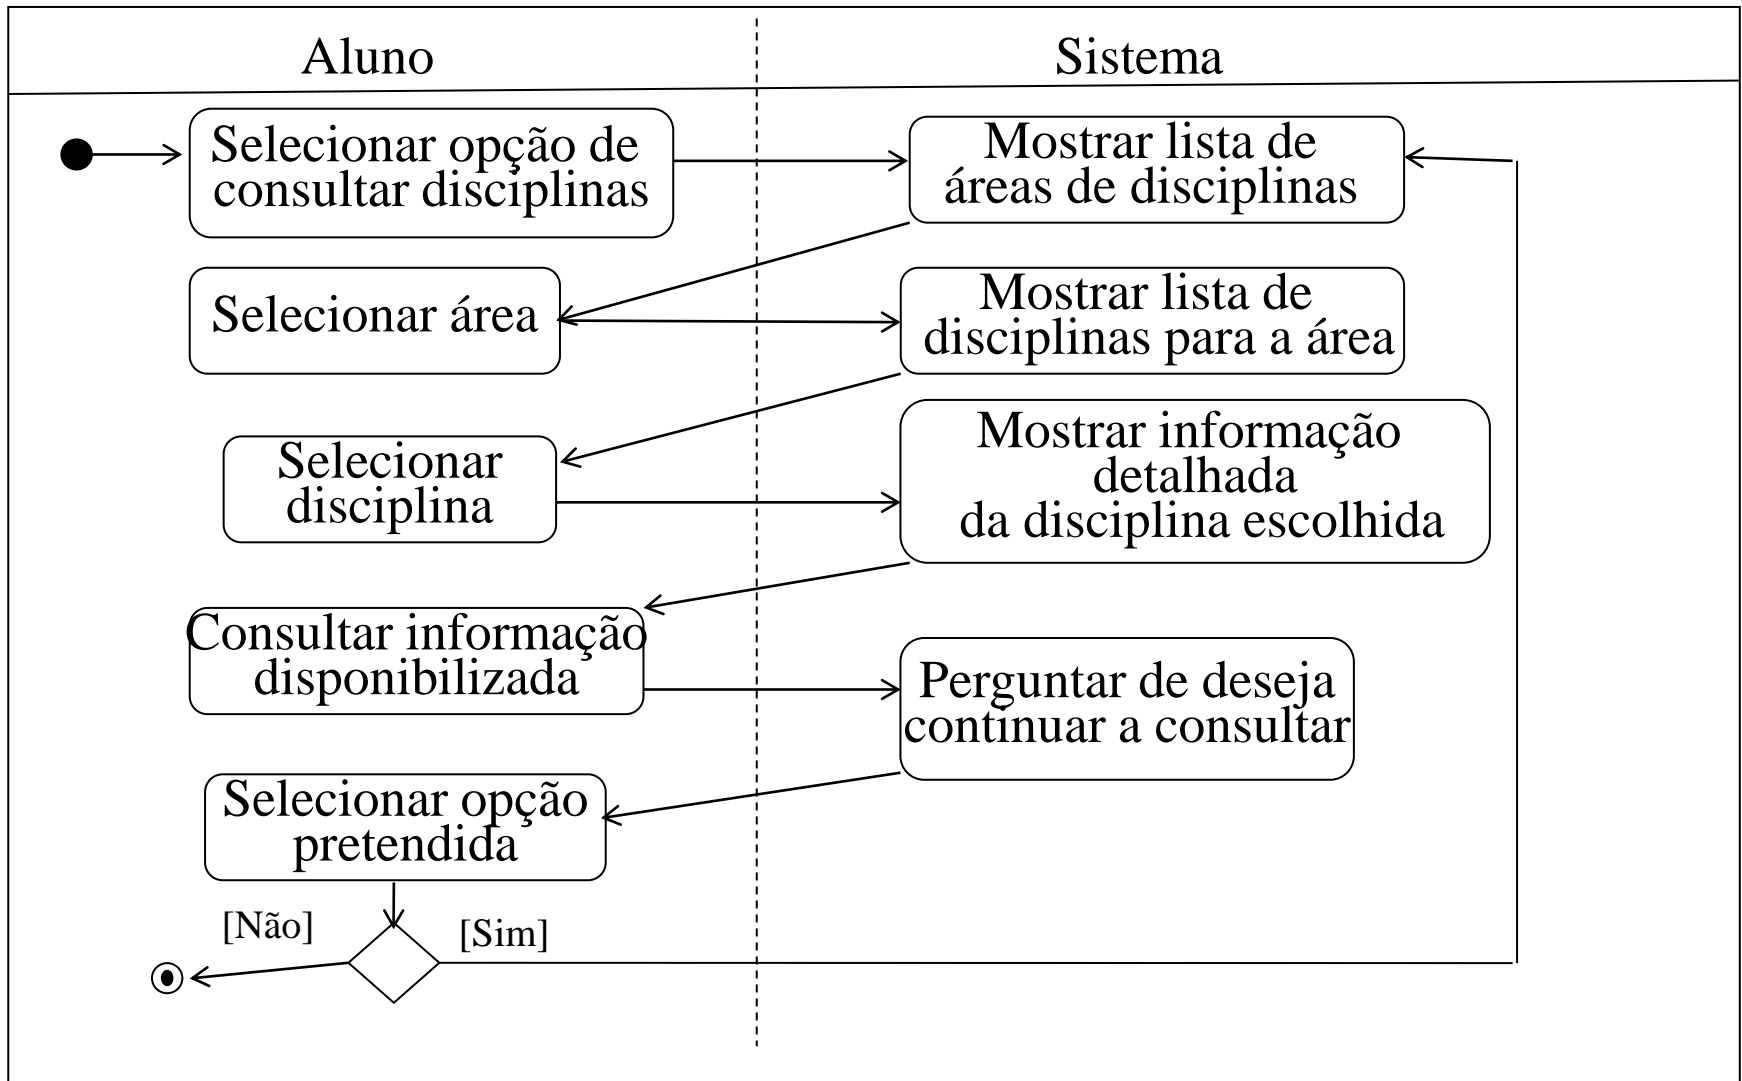 Aluno
Sistema
Selecionar opção de
consultar disciplinas
Mostrar lista de
áreas de disciplinas
Selecionar área
Mostrar lista de
disciplinas para a área
Selecionar
disciplina
Mostrar informação
detalhada
da disciplina escolhida
Consultar informação
disponibilizada
Perguntar de deseja
continuar a consultar
Selecionar opção
pretendida
[Não]
[Sim]